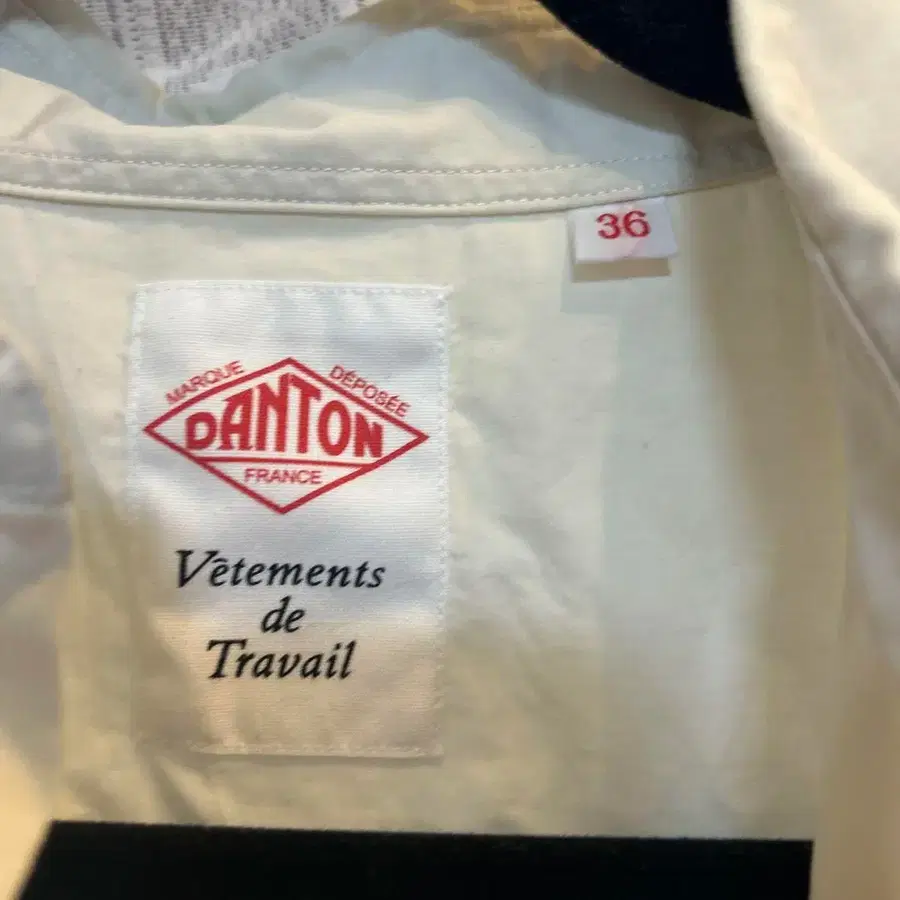 36
MARQUE DÉPOSÉE
DANTON
FRANCE
Vêtements
de
Travail